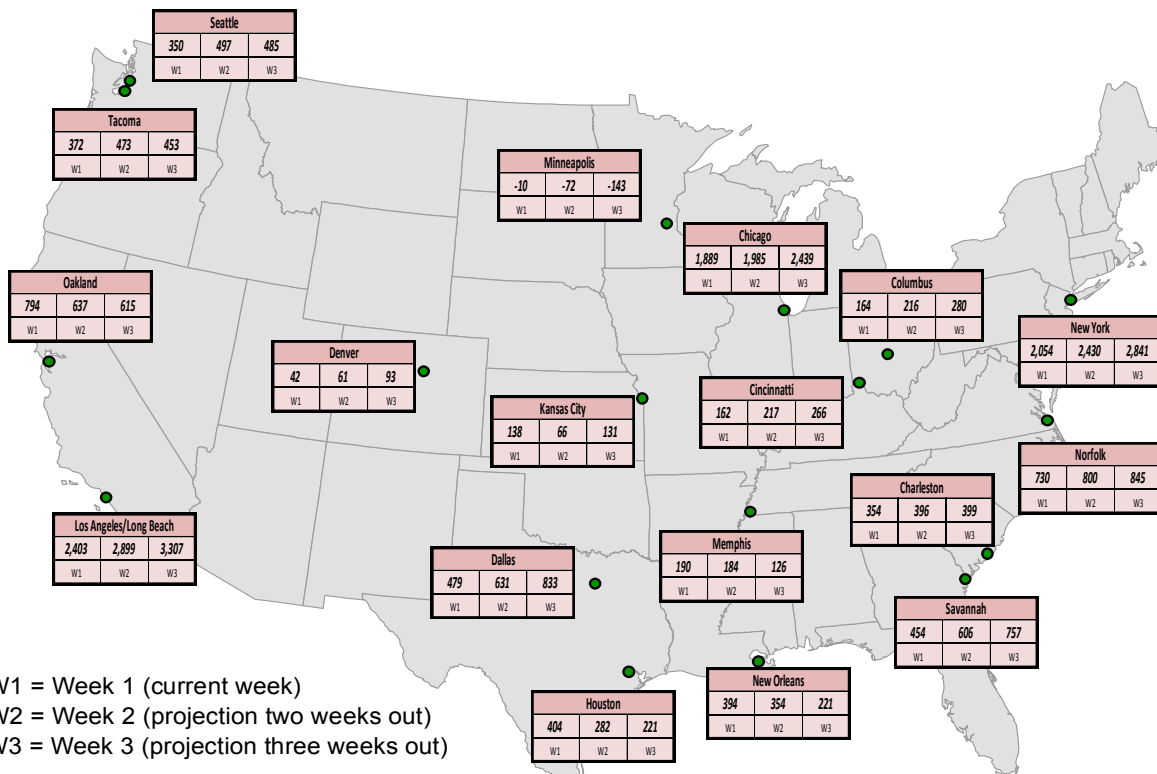 Seattle
350 497 485
W1 W2 W3
Tacoma
372 473 453
W1 W2 W3
Minneapolis
-10 -72 -143
W1 W2 W3
Chicago
1,889 1,985 2,439
W1 W2 W3
Oakland
794 637 615
W1 W2 W3
Columbus
164 216 280
W1 W2 W3
New York
2,054 2,430 2,841
W1 W2 W3
Denver
42 61 93
W1 W2 W3
Cincinnatti
162 217 266
W1 W2 W3
Kansas City
138 66 131
W1 W2 W3
Norfolk
730 800 845
W1 W2 W3
Charleston
354 396 399
W1 W2 W3
Los Angeles/Long Beach
2,403 2,899 3,307
W1 W2 W3
Memphis
190 184 126
W1 W2 W3
Dallas
479 631 833
W1 W2 W3
Savannah
454 606 757
W1 W2 W3
New Orleans
394 354 221
W1 W2 W3
Houston
404 282 221
W1 W2 W3
W1 = Week 1 (current week)
W2 = Week 2 (projection two weeks out)
W3 = Week 3 (projection three weeks out)